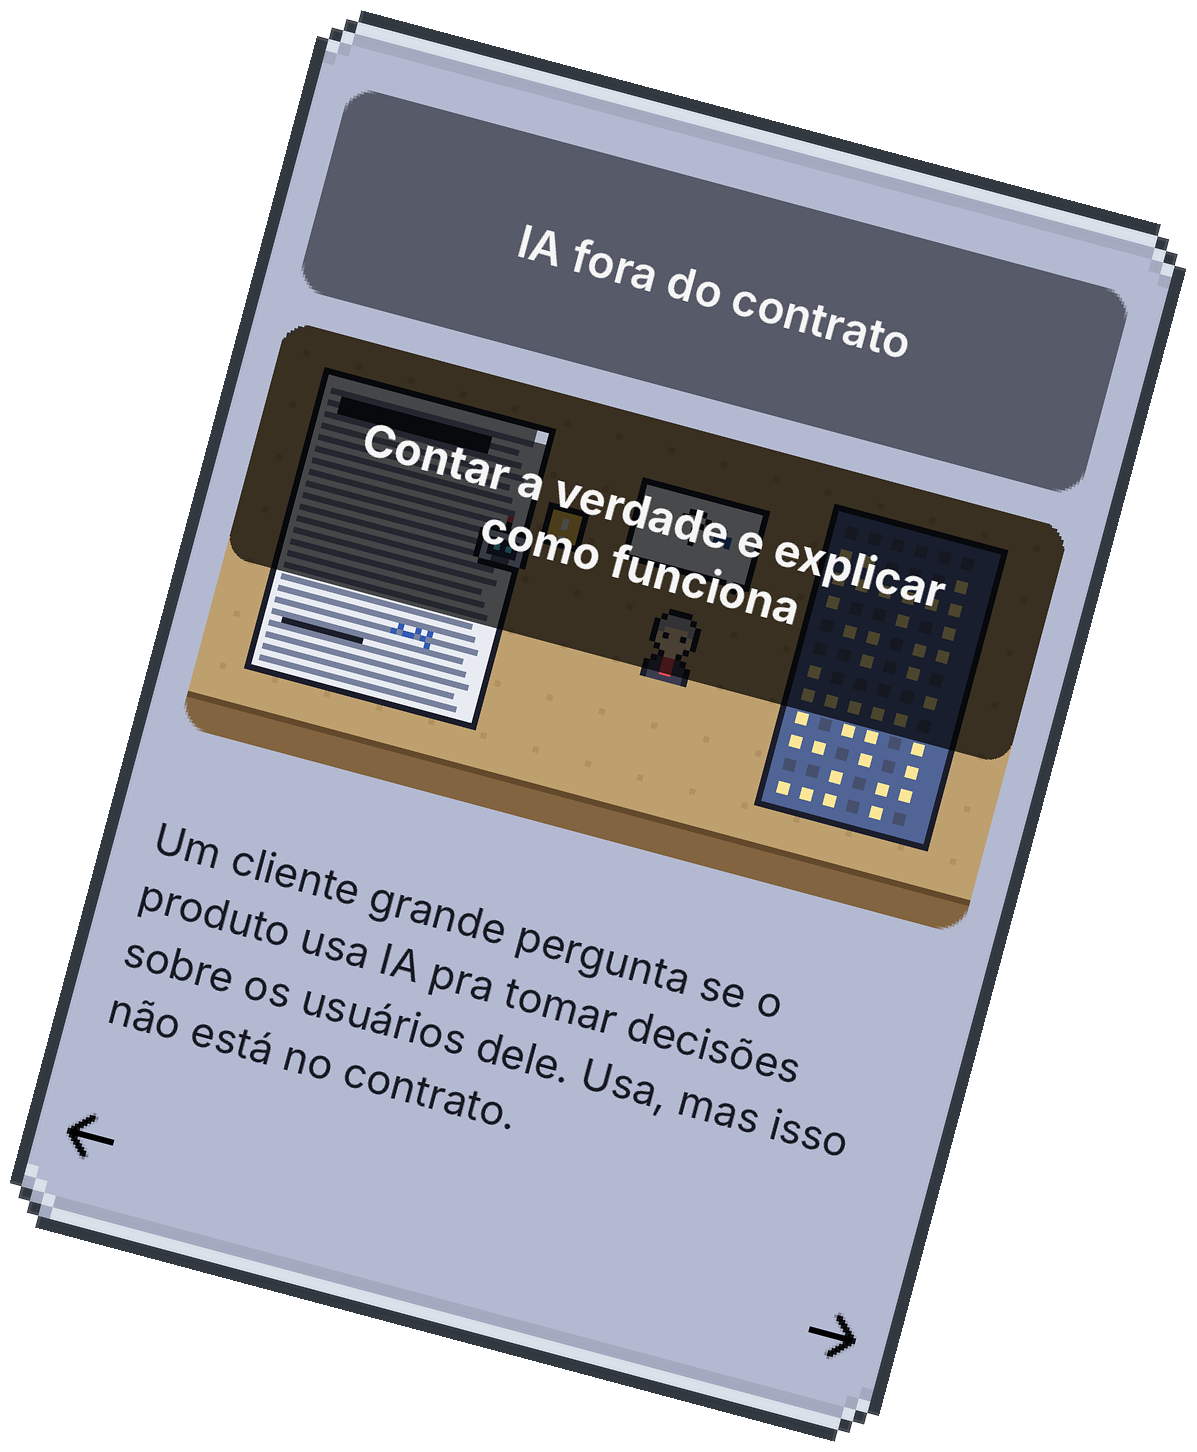 IA fora do contrato
Contar a verdade e explicar
como funciona
Um cliente grande pergunta se o
produto usa IA pra tomar decisões
sobre os usuários dele. Usa, mas isso
não está no contrato.